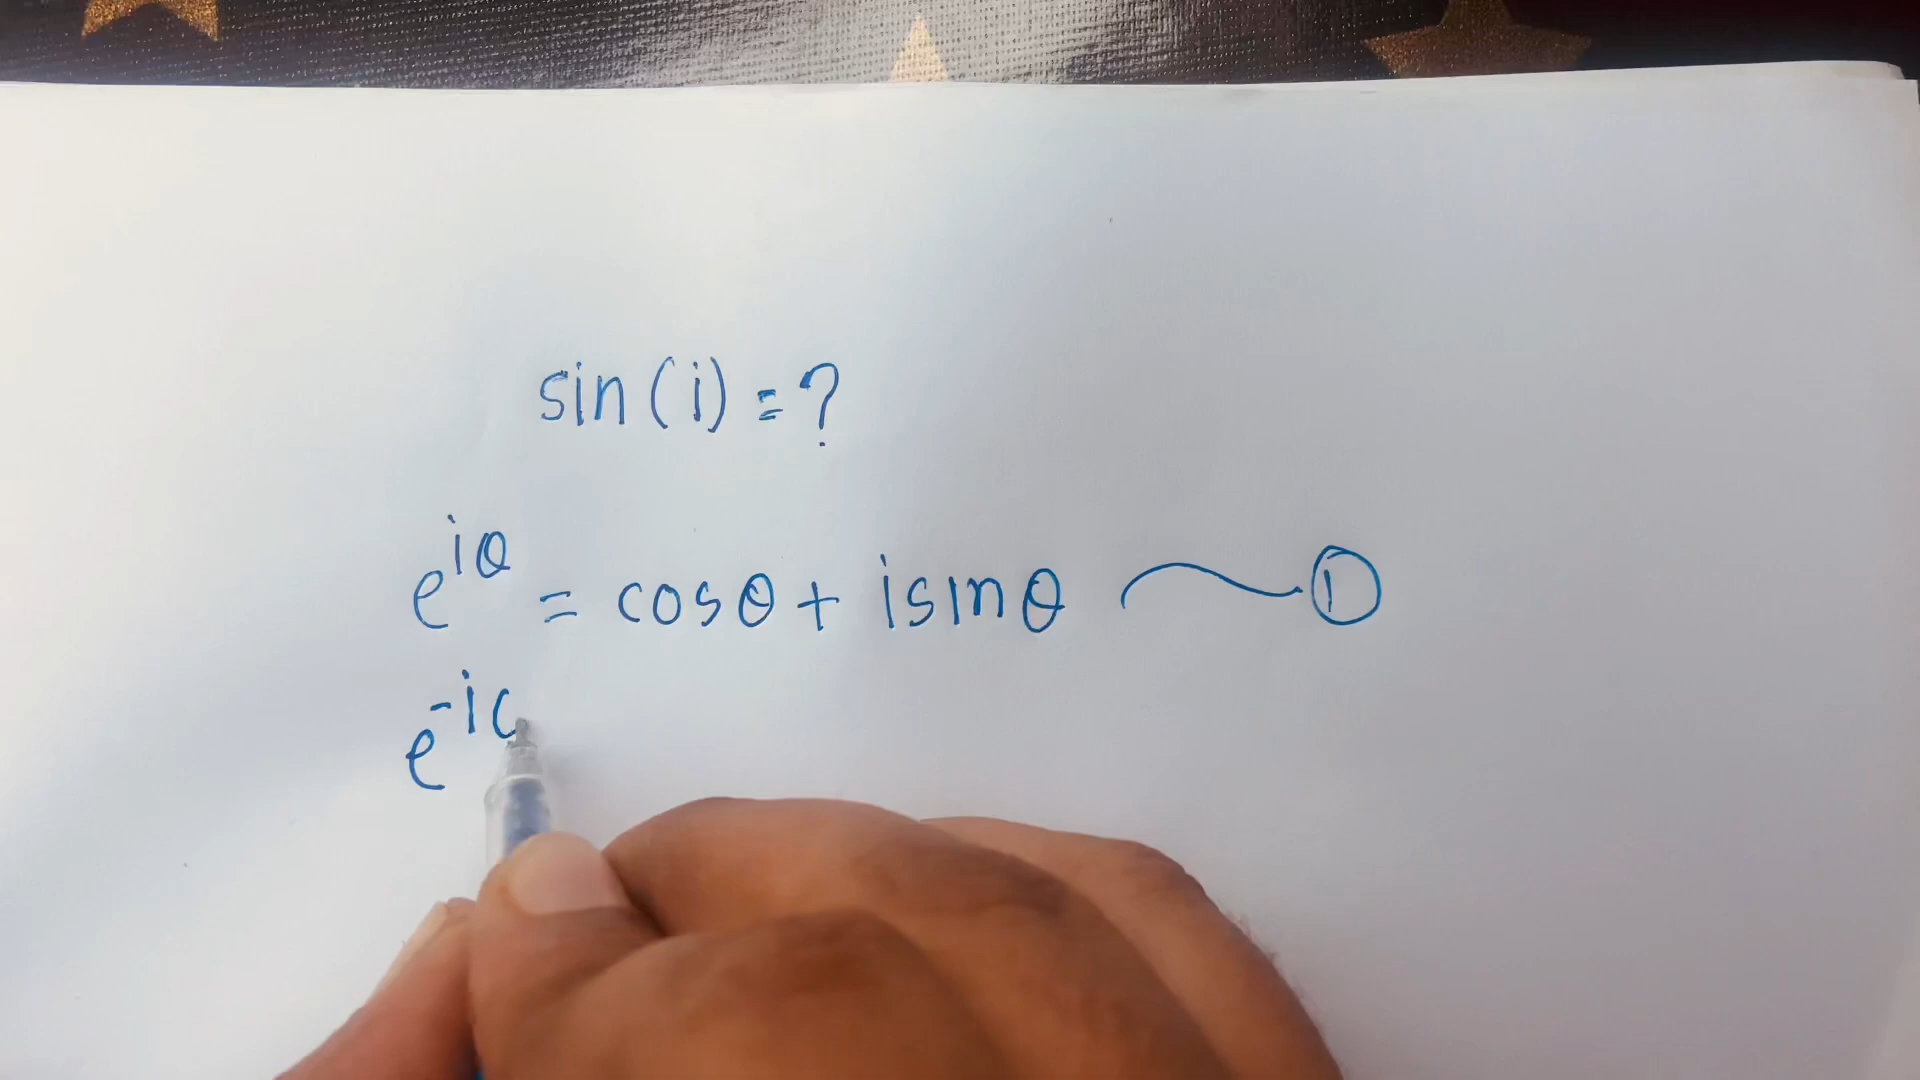 sin(i) = ?
e^{iθ} = cosθ + isinθ ①
e^{-i